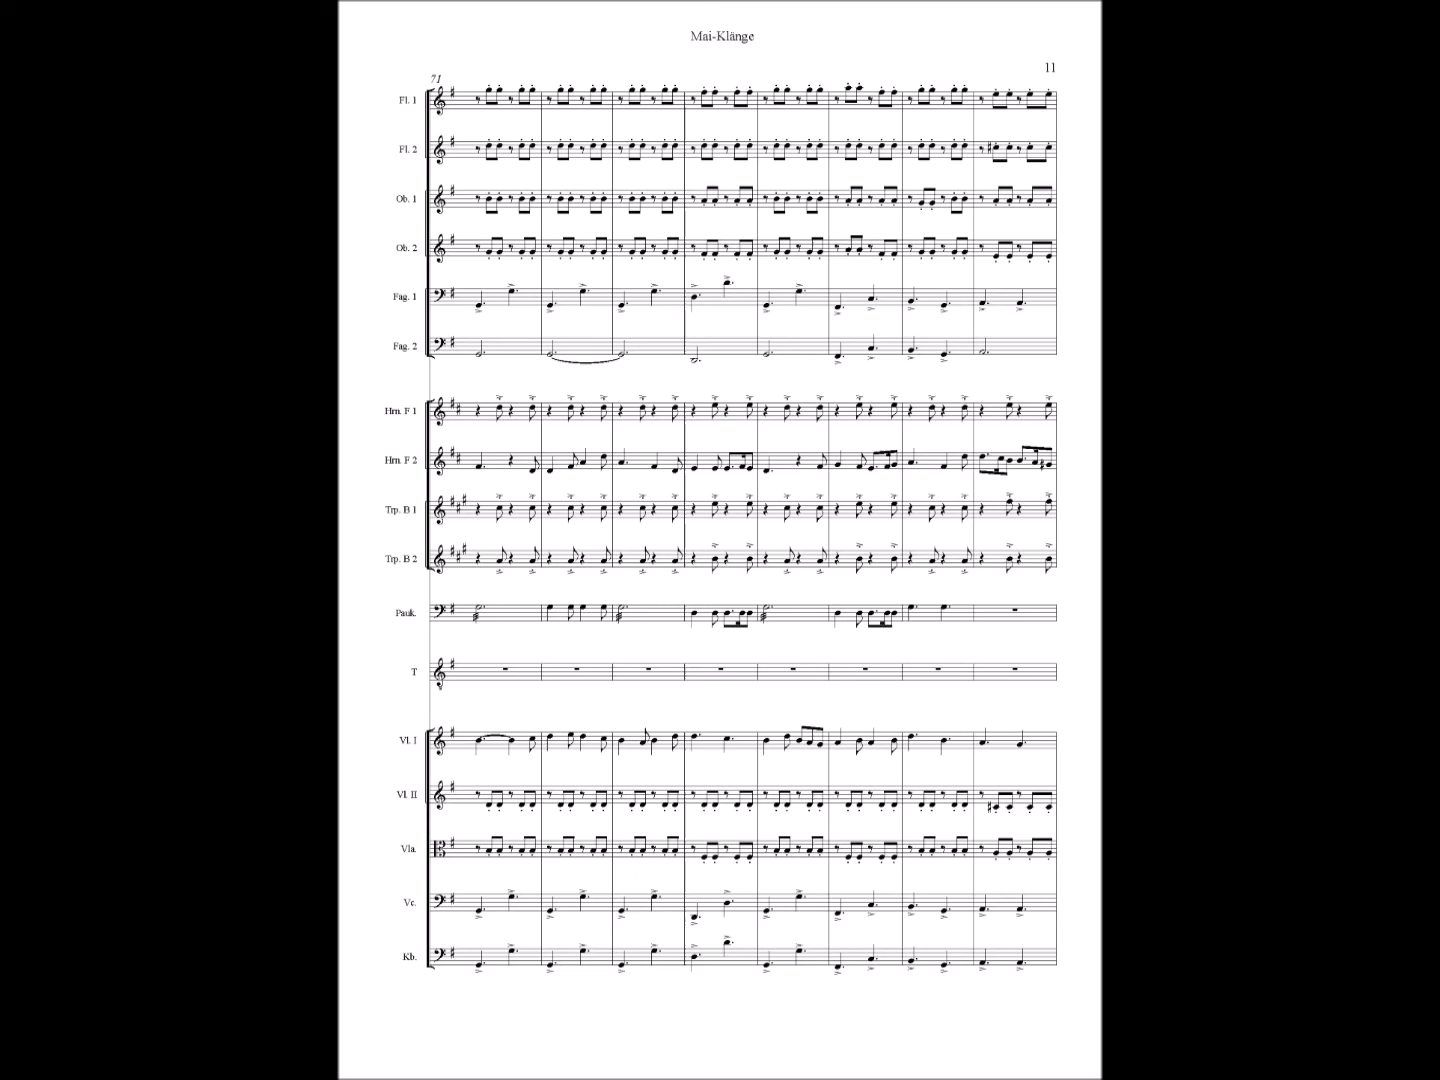 Mai-Klänge
11
71
Fl. 1
Fl. 2
Ob. 1
Ob. 2
Fag. 1
Fag. 2
Hrn. F 1
Hrn. F 2
Trp. B 1
Trp. B 2
Pauk.
T
Vl. I
Vl. II
Vla.
Vc.
Kb.